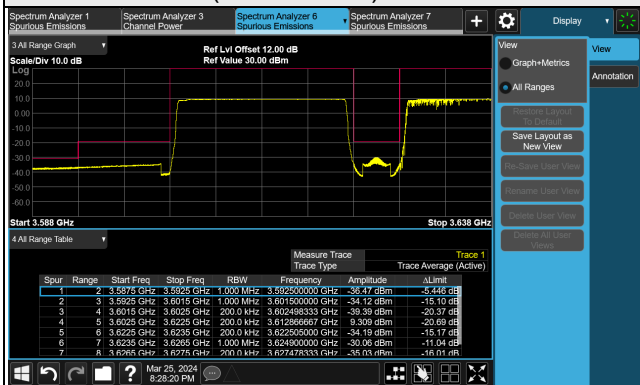 Spectrum Analyzer 1
Spurious Emissions
Spectrum Analyzer 3
Channel Power
Spectrum Analyzer 6
Spurious Emissions
Spectrum Analyzer 7
Spurious Emissions
+
Display
3 All Range Graph
Ref Lvl Offset 12.00 dB
Scale/Div 10.0 dB
Ref Value 30.00 dBm
Log
20.0
10.0
0.00
-10.0
-20.0
-30.0
-40.0
-50.0
-60.0
Start 3.588 GHz
Stop 3.638 GHz
View
Graph+Metrics
All Ranges
Restore Layout
To Default
Save Layout as
New View
Re-Save User View
Rename User View
Delete User View
Delete All User
Views
View
Annotation
4 All Range Table
Measure Trace Trace 1
Trace Type Trace Average (Active)
Spur Range Start Freq Stop Freq RBW Frequency Amplitude ΔLimit
1 2 3.5875 GHz 3.5925 GHz 1.000 MHz 3.592500000 GHz -36.47 dBm -5.446 dB
2 3 3.5925 GHz 3.6015 GHz 1.000 MHz 3.601500000 GHz -34.12 dBm -15.10 dB
3 4 3.6015 GHz 3.6025 GHz 200.0 kHz 3.602498333 GHz -39.39 dBm -20.37 dB
4 5 3.6025 GHz 3.6225 GHz 200.0 kHz 3.612866667 GHz 9.309 dBm -20.69 dB
5 6 3.6225 GHz 3.6235 GHz 200.0 kHz 3.622505000 GHz -34.19 dBm -15.17 dB
6 7 3.6235 GHz 3.6265 GHz 1.000 MHz 3.624900000 GHz -30.06 dBm -11.04 dB
7 8 3.6265 GHz 3.6275 GHz 200.0 kHz 3.627478333 GHz -35.03 dBm -16.01 dB
?
Mar 25, 2024
8:28:20 PM